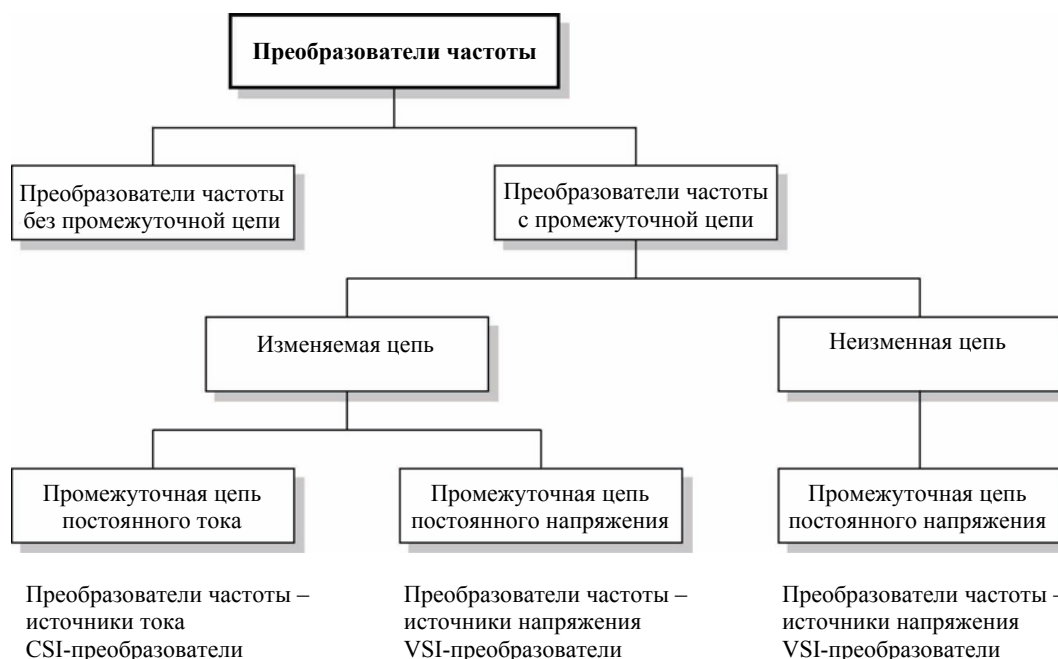 Преобразователи частоты
Преобразователи частоты
без промежуточной цепи
Преобразователи частоты
с промежуточной цепи
Изменяемая цепь
Неизменная цепь
Промежуточная цепь
постоянного тока
Промежуточная цепь
постоянного напряжения
Промежуточная цепь
постоянного напряжения
Преобразователи частоты –
источники тока
CSI-преобразователи
Преобразователи частоты –
источники напряжения
VSI-преобразователи
Преобразователи частоты –
источники напряжения
VSI-преобразователи